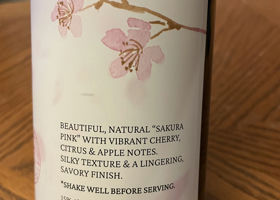 BEAUTIFUL, NATURAL "SAKURA
PINK" WITH VIBRANT CHERRY,
CITRUS & APPLE NOTES.
SILKY TEXTURE & A LINGERING,
SAVORY FINISH.
*SHAKE WELL BEFORE SERVING.